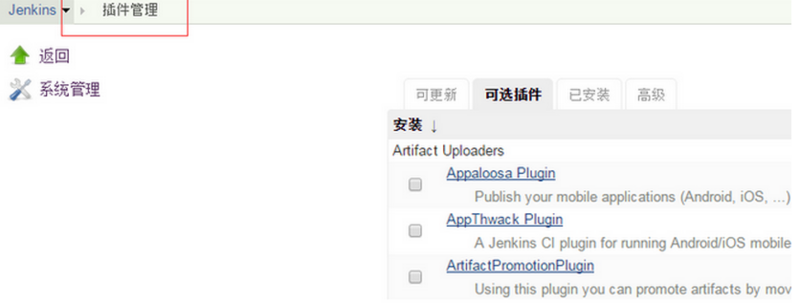 Jenkins 插件管理
返回
系统管理
可更新 可选插件 已安装 高级
安装 ↓
Artifact Uploaders
Appaloosa Plugin
Publish your mobile applications (Android, iOS, ...)
AppThwack Plugin
A Jenkins CI plugin for running Android/iOS mobile
ArtifactPromotionPlugin
Using this plugin you can promote artifacts by mov